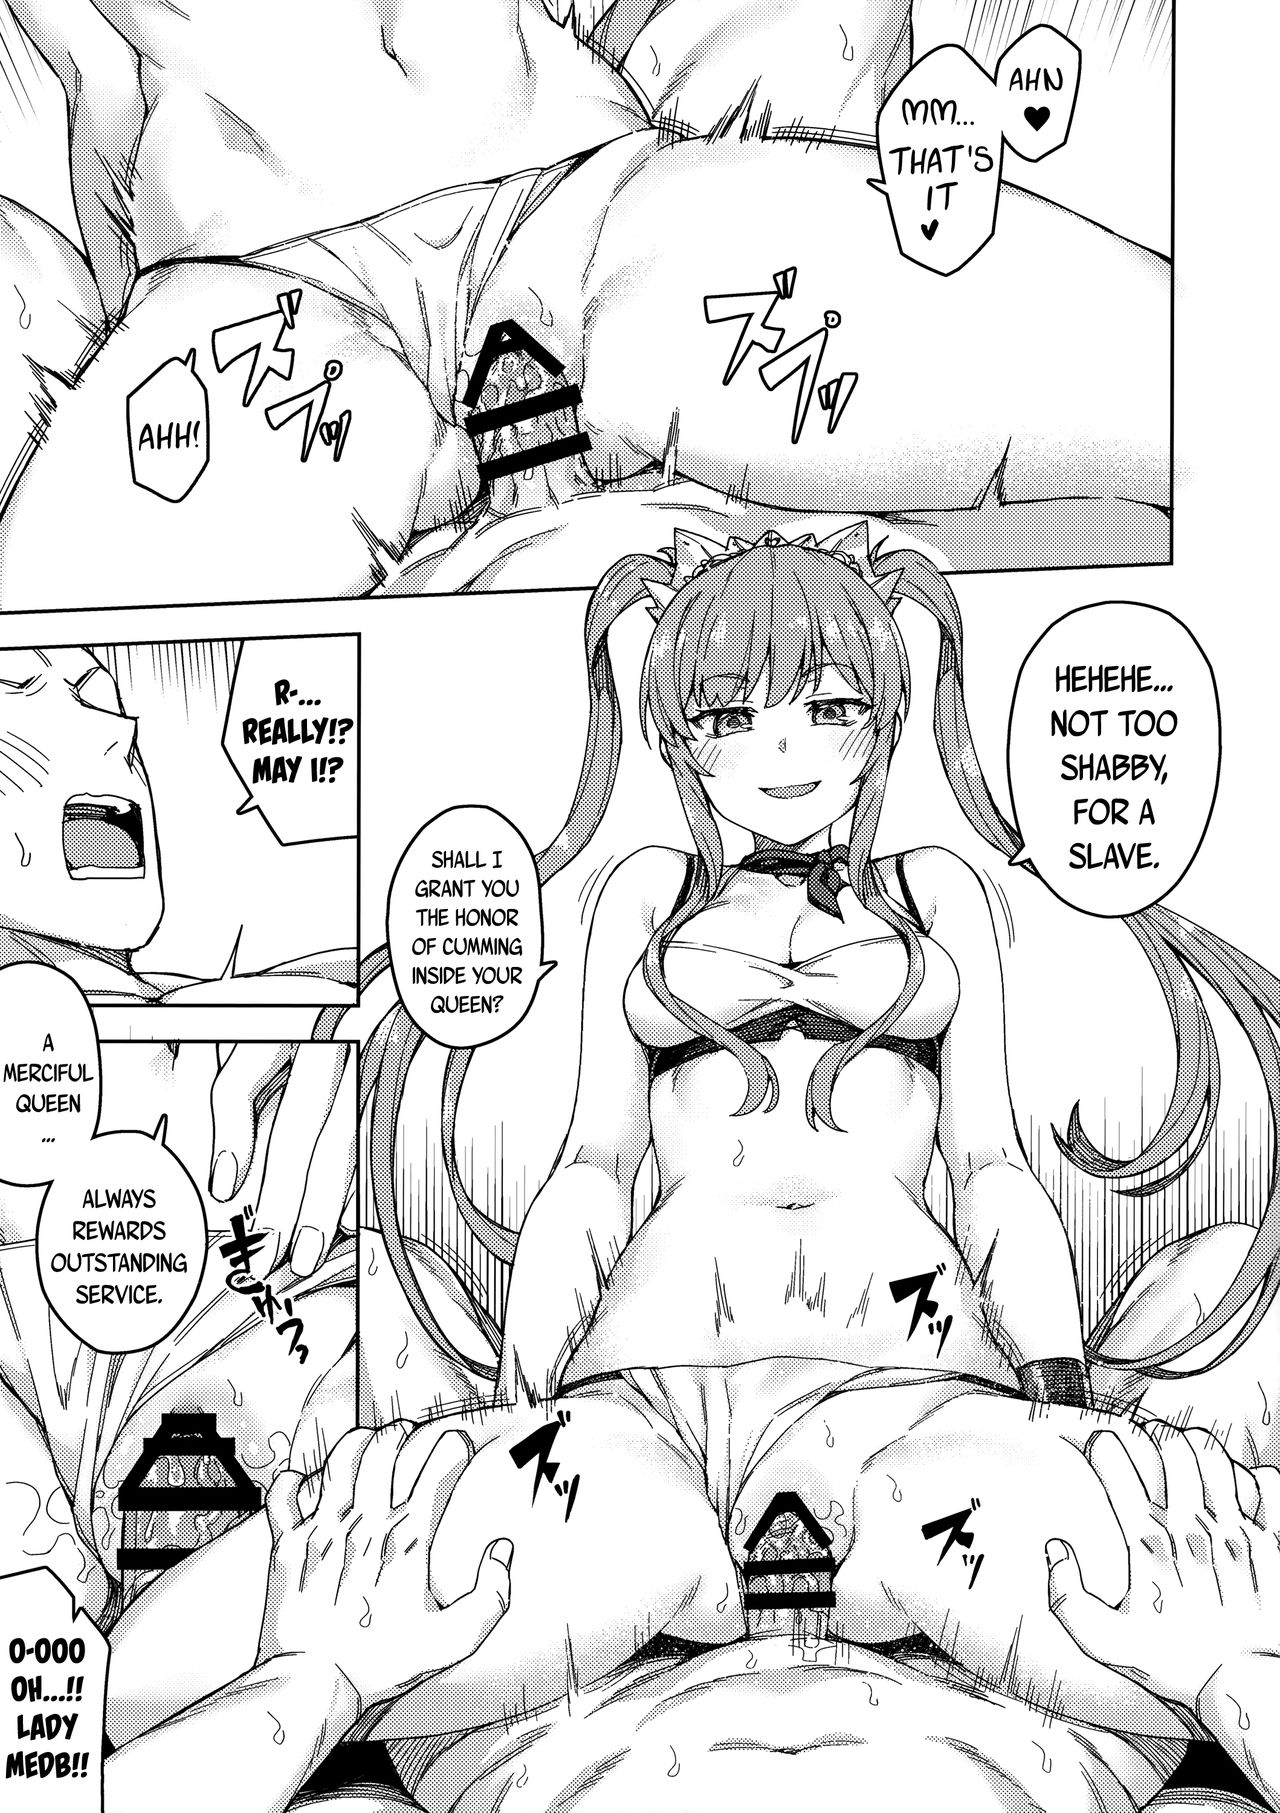 AHN
♥
MM...
THAT'S
IT
♥
ズプッ
ズプッ
AHH!
HEHEHE...
NOT TOO
SHABBY,
FOR A
SLAVE.
R-...
REALLY!?
MAY I!?
SHALL I
GRANT YOU
THE HONOR
OF CUMMING
INSIDE YOUR
QUEEN?
A
MERCIFUL
QUEEN
...
ALWAYS
REWARDS
OUTSTANDING
SERVICE.
ズッ
ズッ
ズッ
O-OOO
OH...!!
LADY
MEDB!!